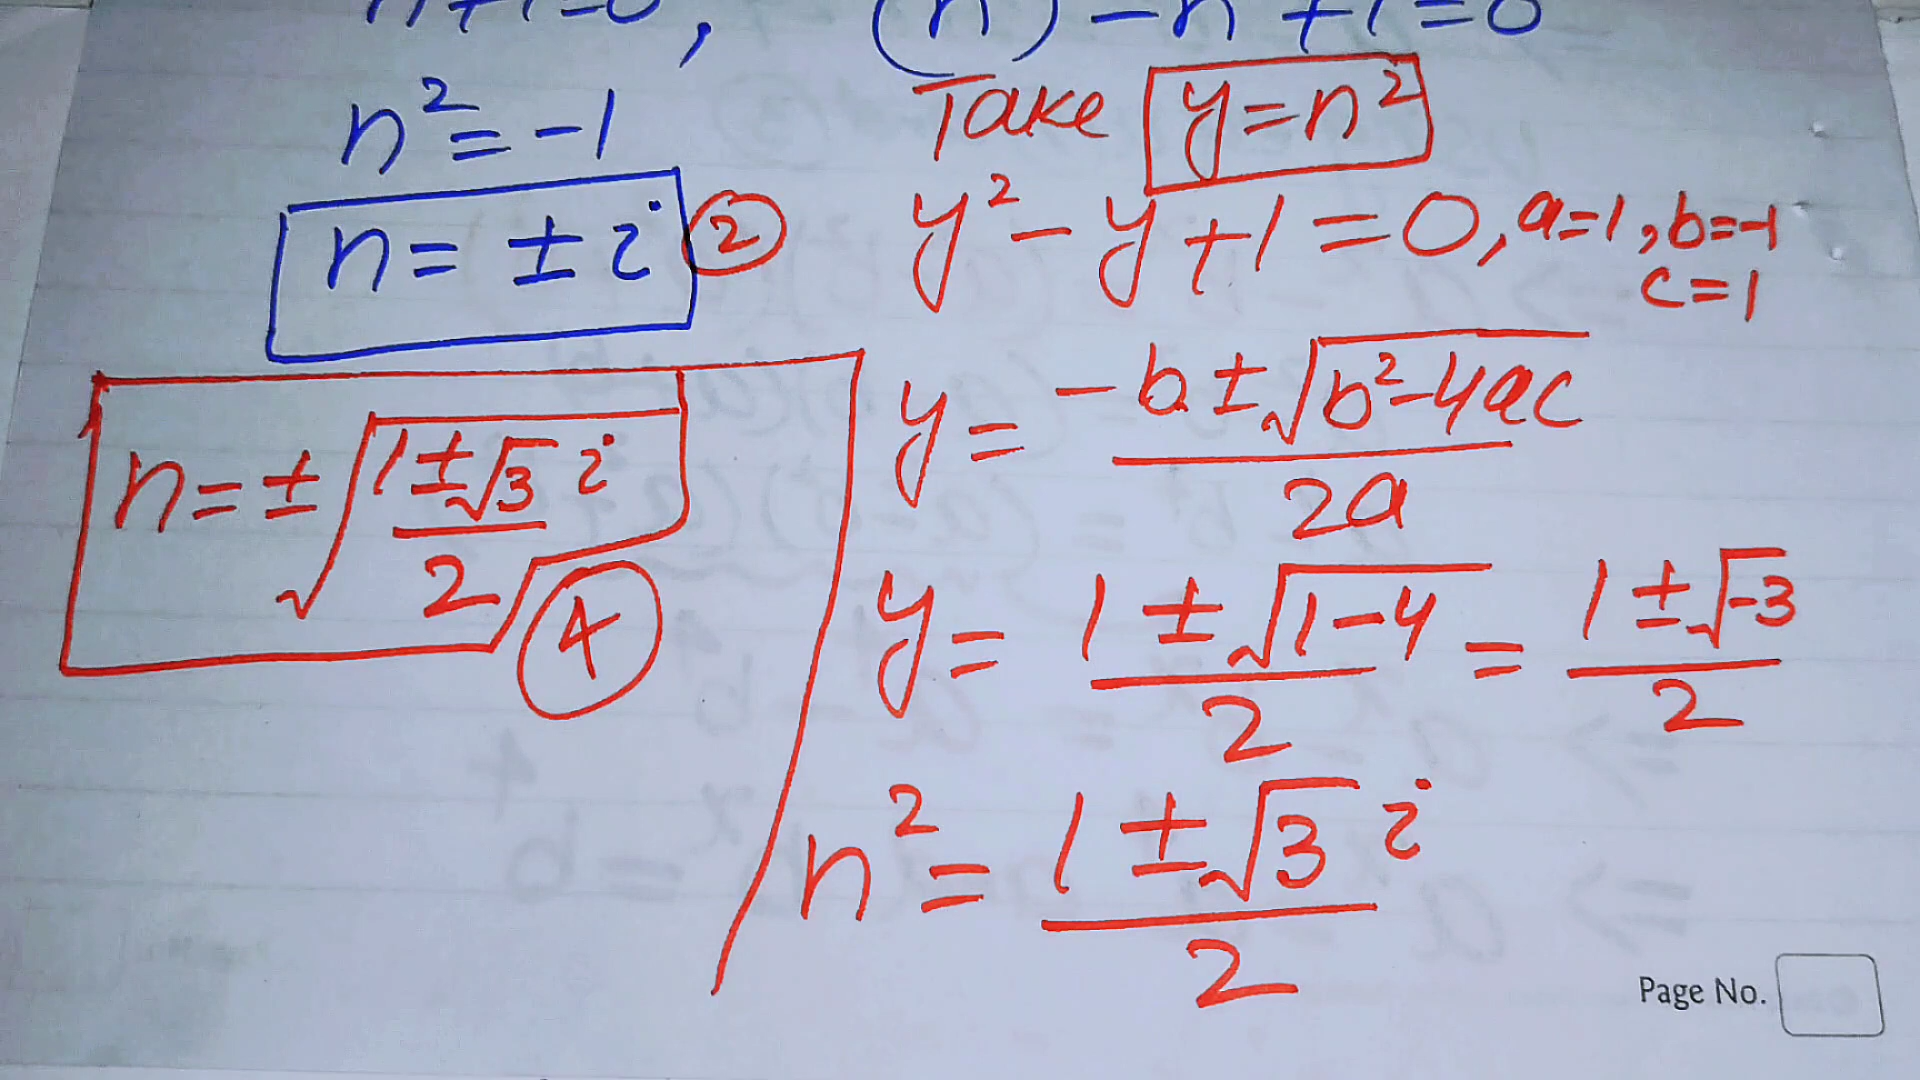 n² = -1
n = ± i ②
Take y=n²
y² - y + 1 = 0, a=1, b=-1
c=1
y = (-b ± √(b²-4ac)) / 2a
y = (1 ± √(1-4)) / 2 = (1 ± √-3) / 2
n² = (1 ± √3 i) / 2
n = ± √((1 ± √3 i) / 2) ④
Page No.